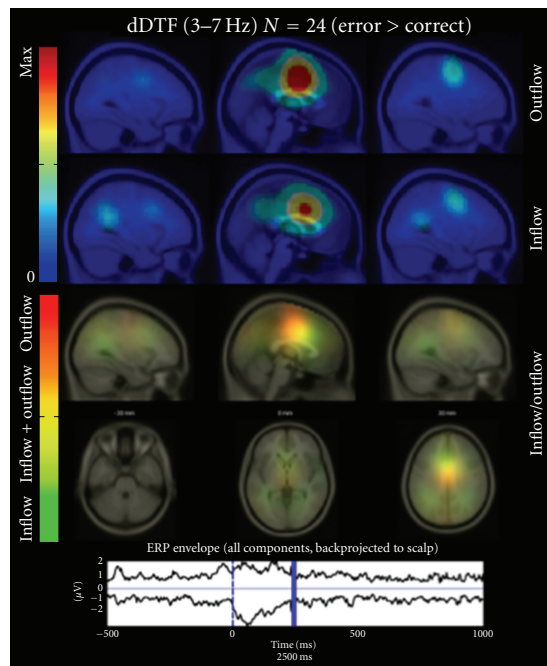 dDTF (3–7 Hz) N = 24 (error > correct)
Max
0
Outflow
Inflow
Outflow
Inflow + outflow
Inflow
Inflow/outflow
0 mm
ERP envelope (all components, backprojected to scalp)
(μV)
2
1
−1
−2
−500
0
500
1000
Time (ms)
2500 ms